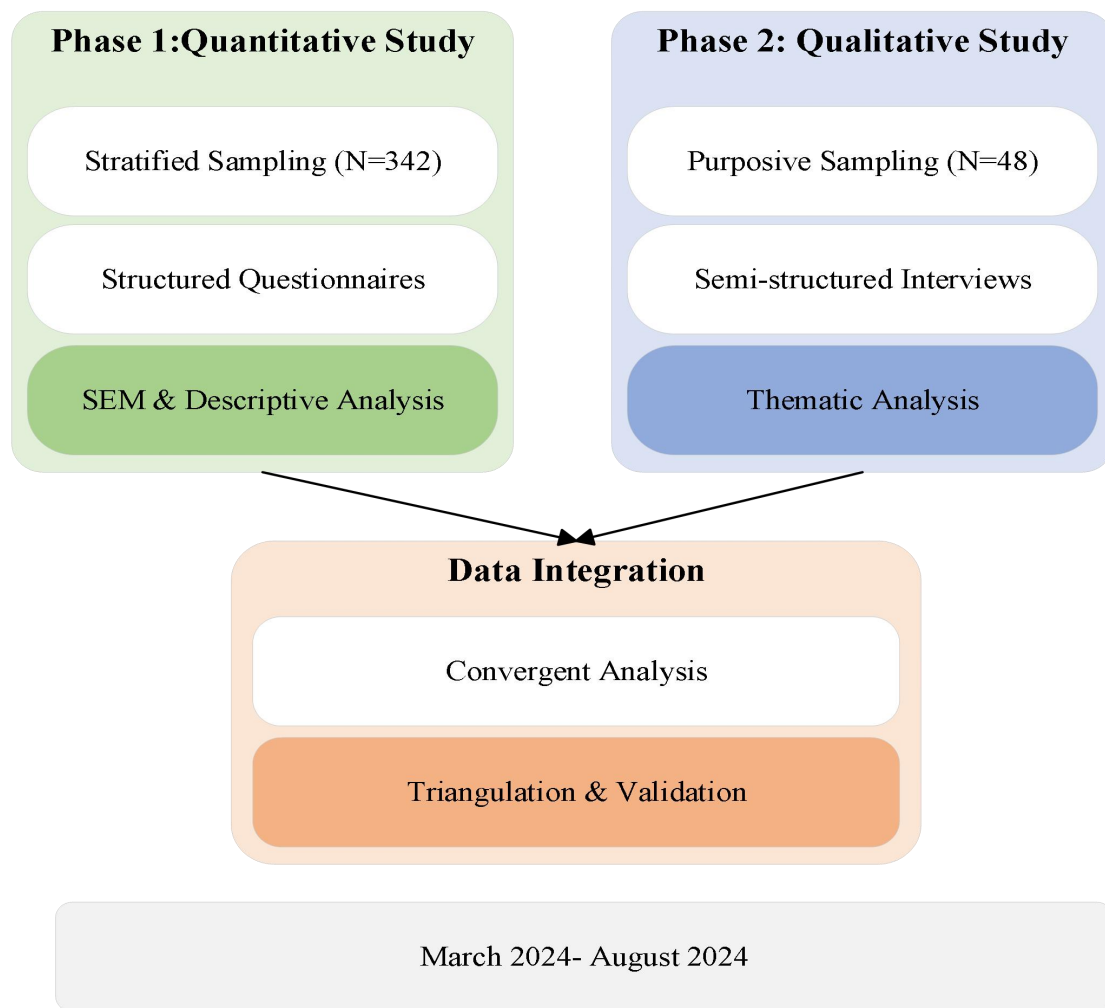 Phase 1:Quantitative Study
Stratified Sampling (N=342)
Structured Questionnaires
SEM & Descriptive Analysis
Phase 2: Qualitative Study
Purposive Sampling (N=48)
Semi-structured Interviews
Thematic Analysis
Data Integration
Convergent Analysis
Triangulation & Validation
March 2024- August 2024